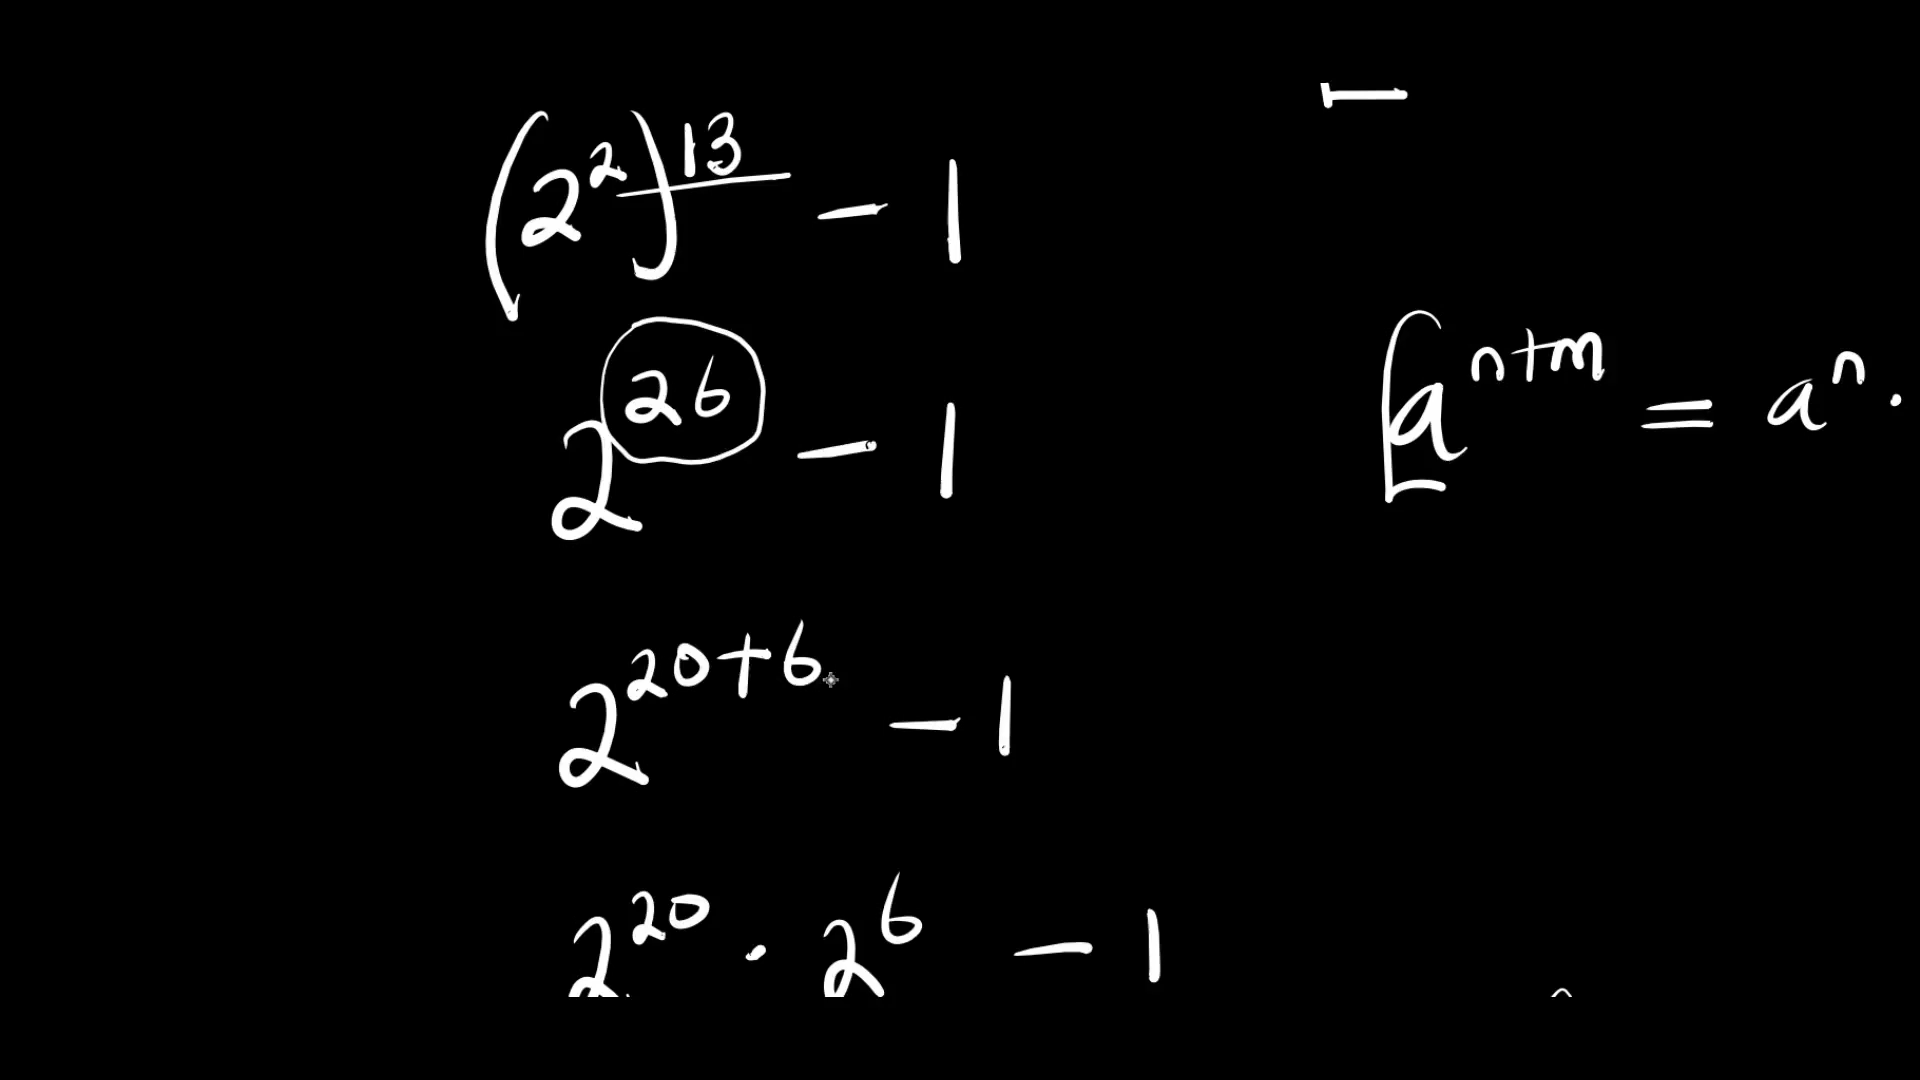 (2²)¹³ − 1
2²⁶ − 1
[aⁿ⁺ᵐ = aⁿ ·
2²⁰⁺⁶ − 1
2²⁰ · 2⁶ − 1